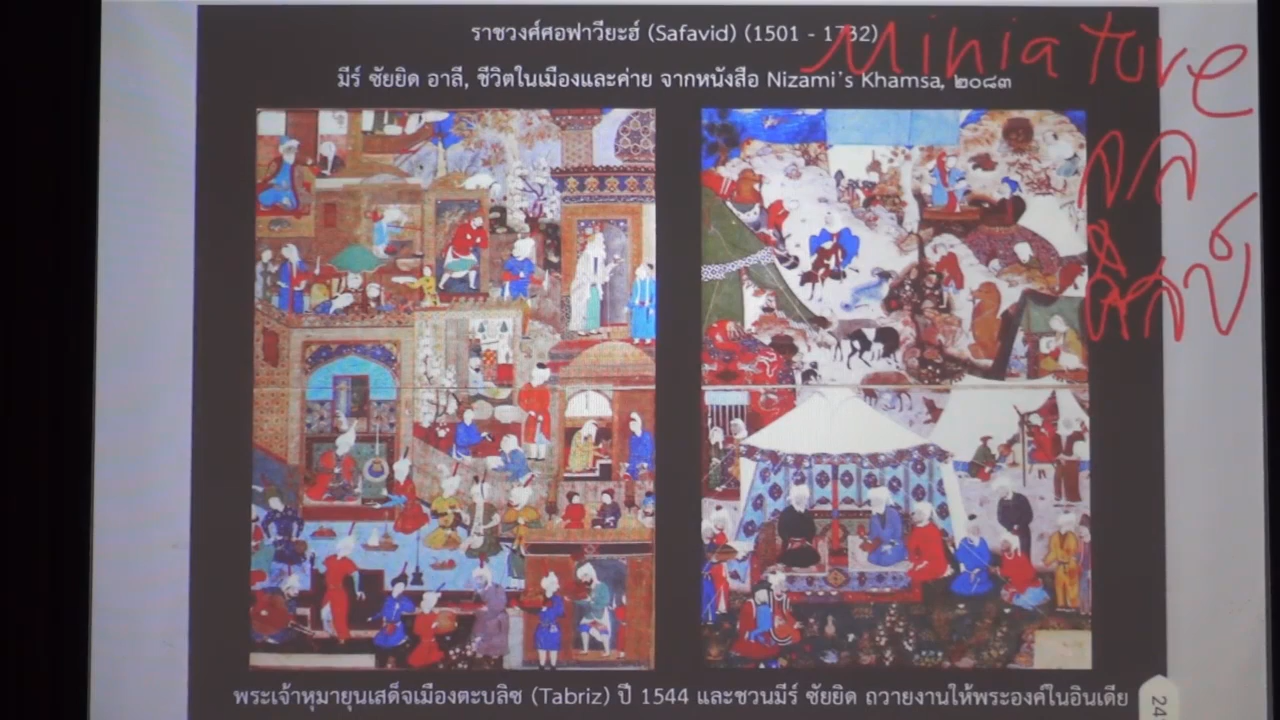 ราชวงศ์ศอฟาวียะฮ์ (Safavid) (1501 - 1732)
Miniature
มีร์ ซัยยิด อาลี, ชีวิตในเมืองและค่าย จากหนังสือ Nizami's Khamsa, ๒๐๘๓
จุล
ศิลป์
พระเจ้าหุมายุนเสด็จเมืองตะบลิซ (Tabriz) ปี 1544 และชวนมีร์ ซัยยิด ถวายงานให้พระองค์ในอินเดีย
24